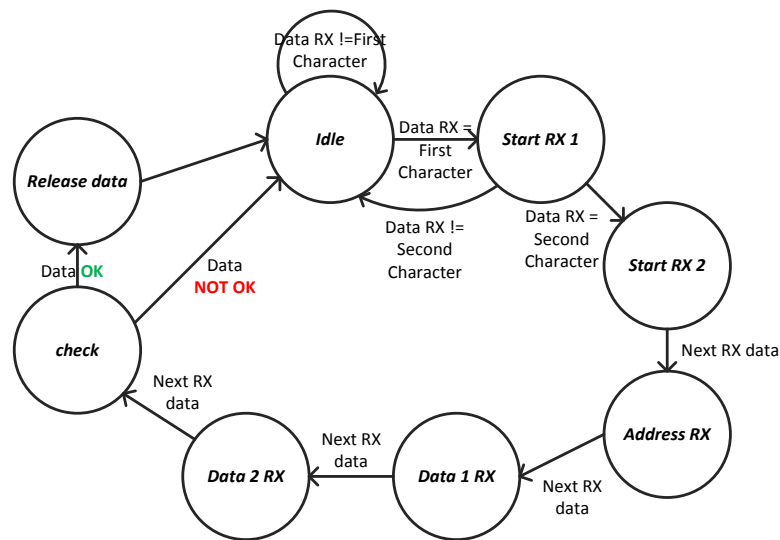 Data RX !=First
Character
Idle
Data RX =
First
Character
Start RX 1
Release data
Data RX !=
Second
Character
Data RX =
Second
Character
Start RX 2
Data OK
Data
NOT OK
check
Next RX data
Next RX
data
Address RX
Next RX
data
Data 2 RX
Data 1 RX
Next RX
data